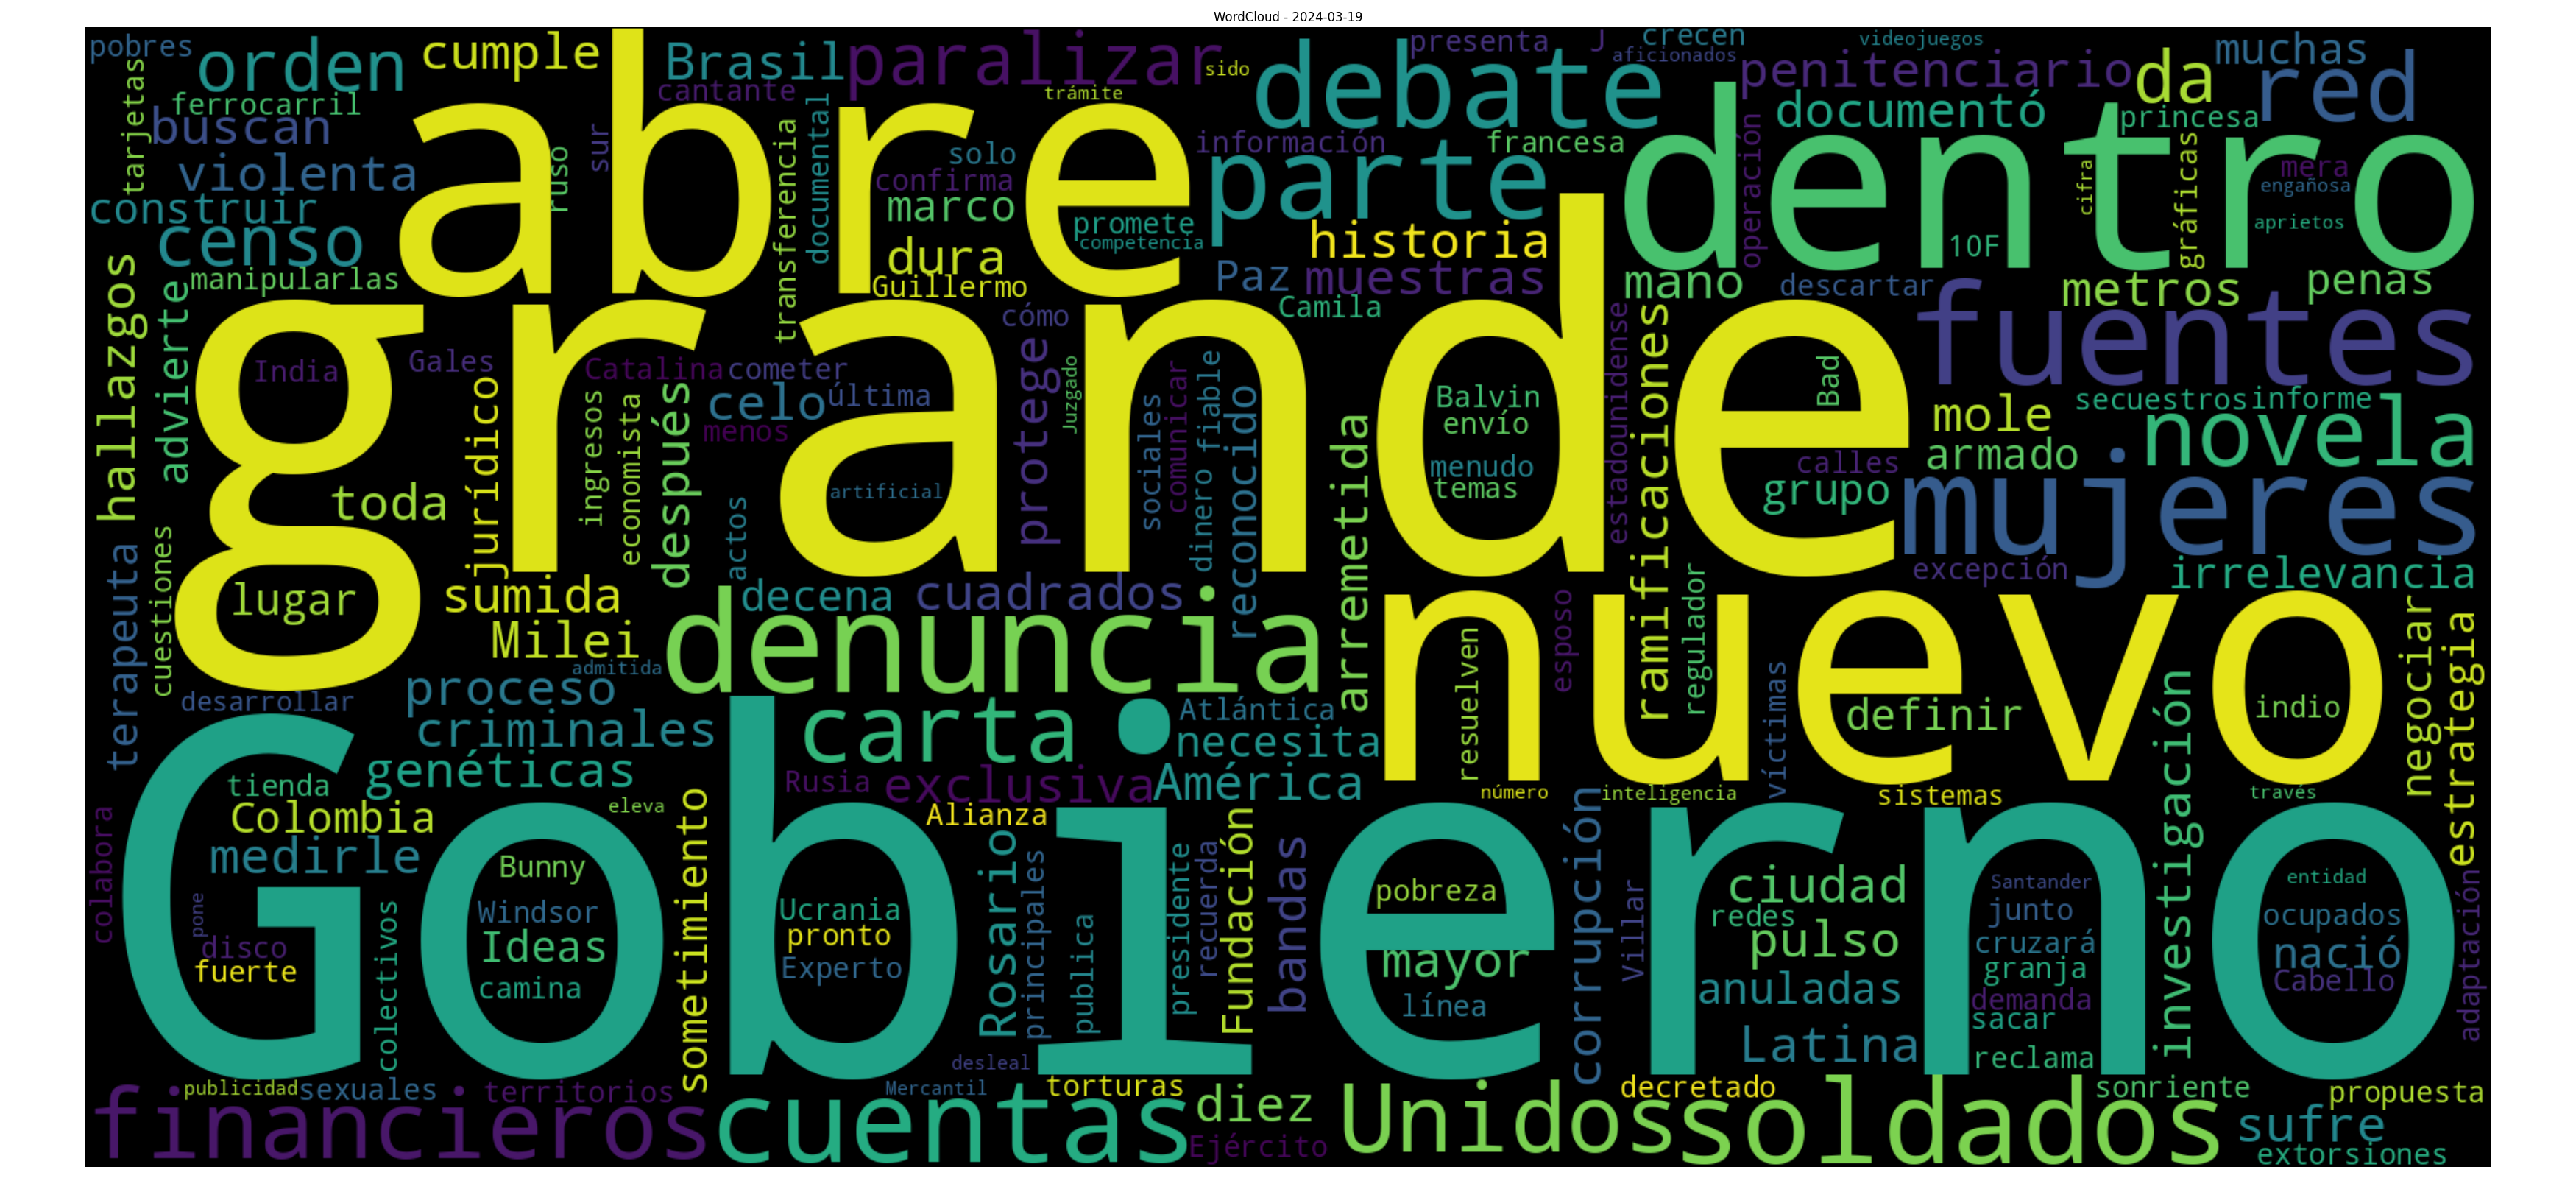 WordCloud - 2024-03-19
pobres
orden
cumple
Brasil
paralizar
sido
debate
presenta
J
crecen
aficionados
videojuegos
penitenciario
da
muchas
red
tarjetas
ferrocarril
buscan
violenta
construir
censo
manipularlas
abre
ruso
sur
cantante
transferencia
documental
trámite
solo
confirma
marco
dura
Guillermo
promete
competencia
información
francesa
parte
historia
Paz
muestras
Camila
documentó
princesa
operación
dentro
cifra
gráficas
mera
engañosa
aprietos
10F
mano
descartar
metros
penas
hallazgos
advierte
grande
India
Gales
Catalina
cometer
cómo
celo
última
menos
jurídico
ingresos
economista
después
toda
lugar
actos
artificial
protege
Juzgado
sociales
comunicar
dinero
fiable
reconocido
arremetida
Balvin
envío
menudo
temas
estadounidense
ramificaciones
Bad
calles
grupo
fuentes
mole
armado
secuestros
informe
novela
mujeres
excepción
irrelevancia
terapeuta
cuestiones
sumida
Milei
decena
cuadrados
denuncia
admitida
desarrollar
proceso
criminales
genéticas
carta
Atlántica
necesita
exclusiva
América
Rusia
nuevo
resuelven
esposo
regulador
víctimas
definir
indio
investigación
negociar
estrategia
número
inteligencia
sistemas
través
tienda
Colombia
medirle
eleva
sometimiento
Gobierno
colabora
pone
disco
fuerte
colectivos
Bunny
Windsor
Ideas
camina
Ucrania
pronto
Experto
Alianza
Rosario
principales
publica
presidente
recuerda
Fundación
bandas
pobreza
mayor
línea
corrupción
Villar
ciudad
redes
pulso
anuladas
Latina
Santander
junto
cruzará
granja
demanda
sacar
reclama
entidad
ocupados
nació
Cabello
adaptación
desleal
publicidad
sexuales
territorios
Mercantil
torturas
decretado
sonriente
propuesta
financieros
cuentas
diez
Ejército
Unidos
soldados
sufre
extorsiones